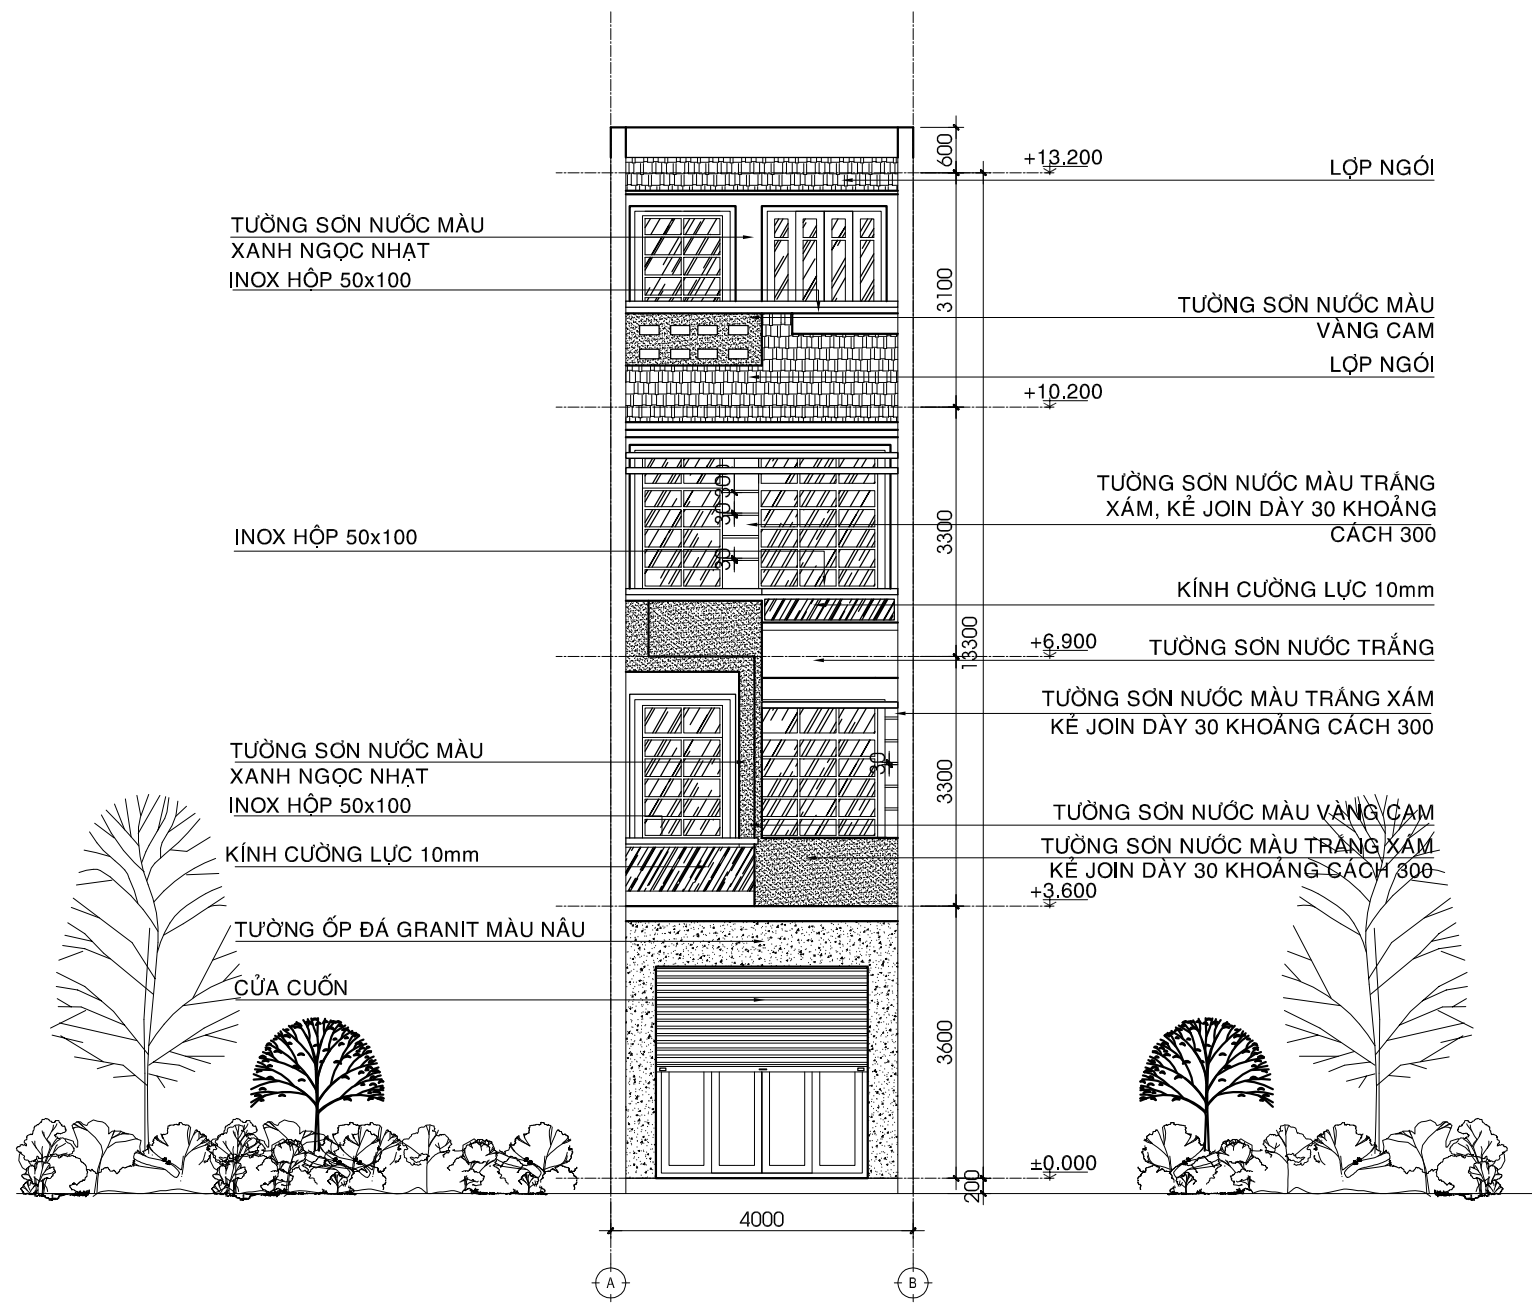 600
+13.200
LỢP NGÓI
TƯỜNG SƠN NƯỚC MÀU
XANH NGỌC NHẠT
INOX HỘP 50x100
3100
TƯỜNG SƠN NƯỚC MÀU
VÀNG CAM
LỢP NGÓI
+10.200
300
30
30
TƯỜNG SƠN NƯỚC MÀU TRẮNG
XÁM, KẺ JOIN DÀY 30 KHOẢNG
CÁCH 300
INOX HỘP 50x100
3300
KÍNH CƯỜNG LỰC 10mm
13300
+6.900
TƯỜNG SƠN NƯỚC TRẮNG
TƯỜNG SƠN NƯỚC MÀU TRẮNG XÁM
KẺ JOIN DÀY 30 KHOẢNG CÁCH 300
TƯỜNG SƠN NƯỚC MÀU
XANH NGỌC NHẠT
30
3300
INOX HỘP 50x100
TƯỜNG SƠN NƯỚC MÀU VÀNG CAM
KÍNH CƯỜNG LỰC 10mm
TƯỜNG SƠN NƯỚC MÀU TRẮNG XÁM
KẺ JOIN DÀY 30 KHOẢNG CÁCH 300
+3.600
TƯỜNG ỐP ĐÁ GRANIT MÀU NÂU
CỬA CUỐN
3600
±0.000
200
4000
A
B